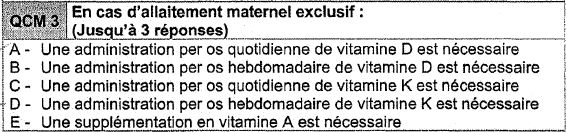 QCM 3
En cas d'allaitement maternel exclusif :
(Jusqu'à 3 réponses)
A - Une administration per os quotidienne de vitamine D est nécessaire
B - Une administration per os hebdomadaire de vitamine D est nécessaire
C - Une administration per os quotidienne de vitamine K est nécessaire
D - Une administration per os hebdomadaire de vitamine K est nécessaire
E - Une supplémentation en vitamine A est nécessaire